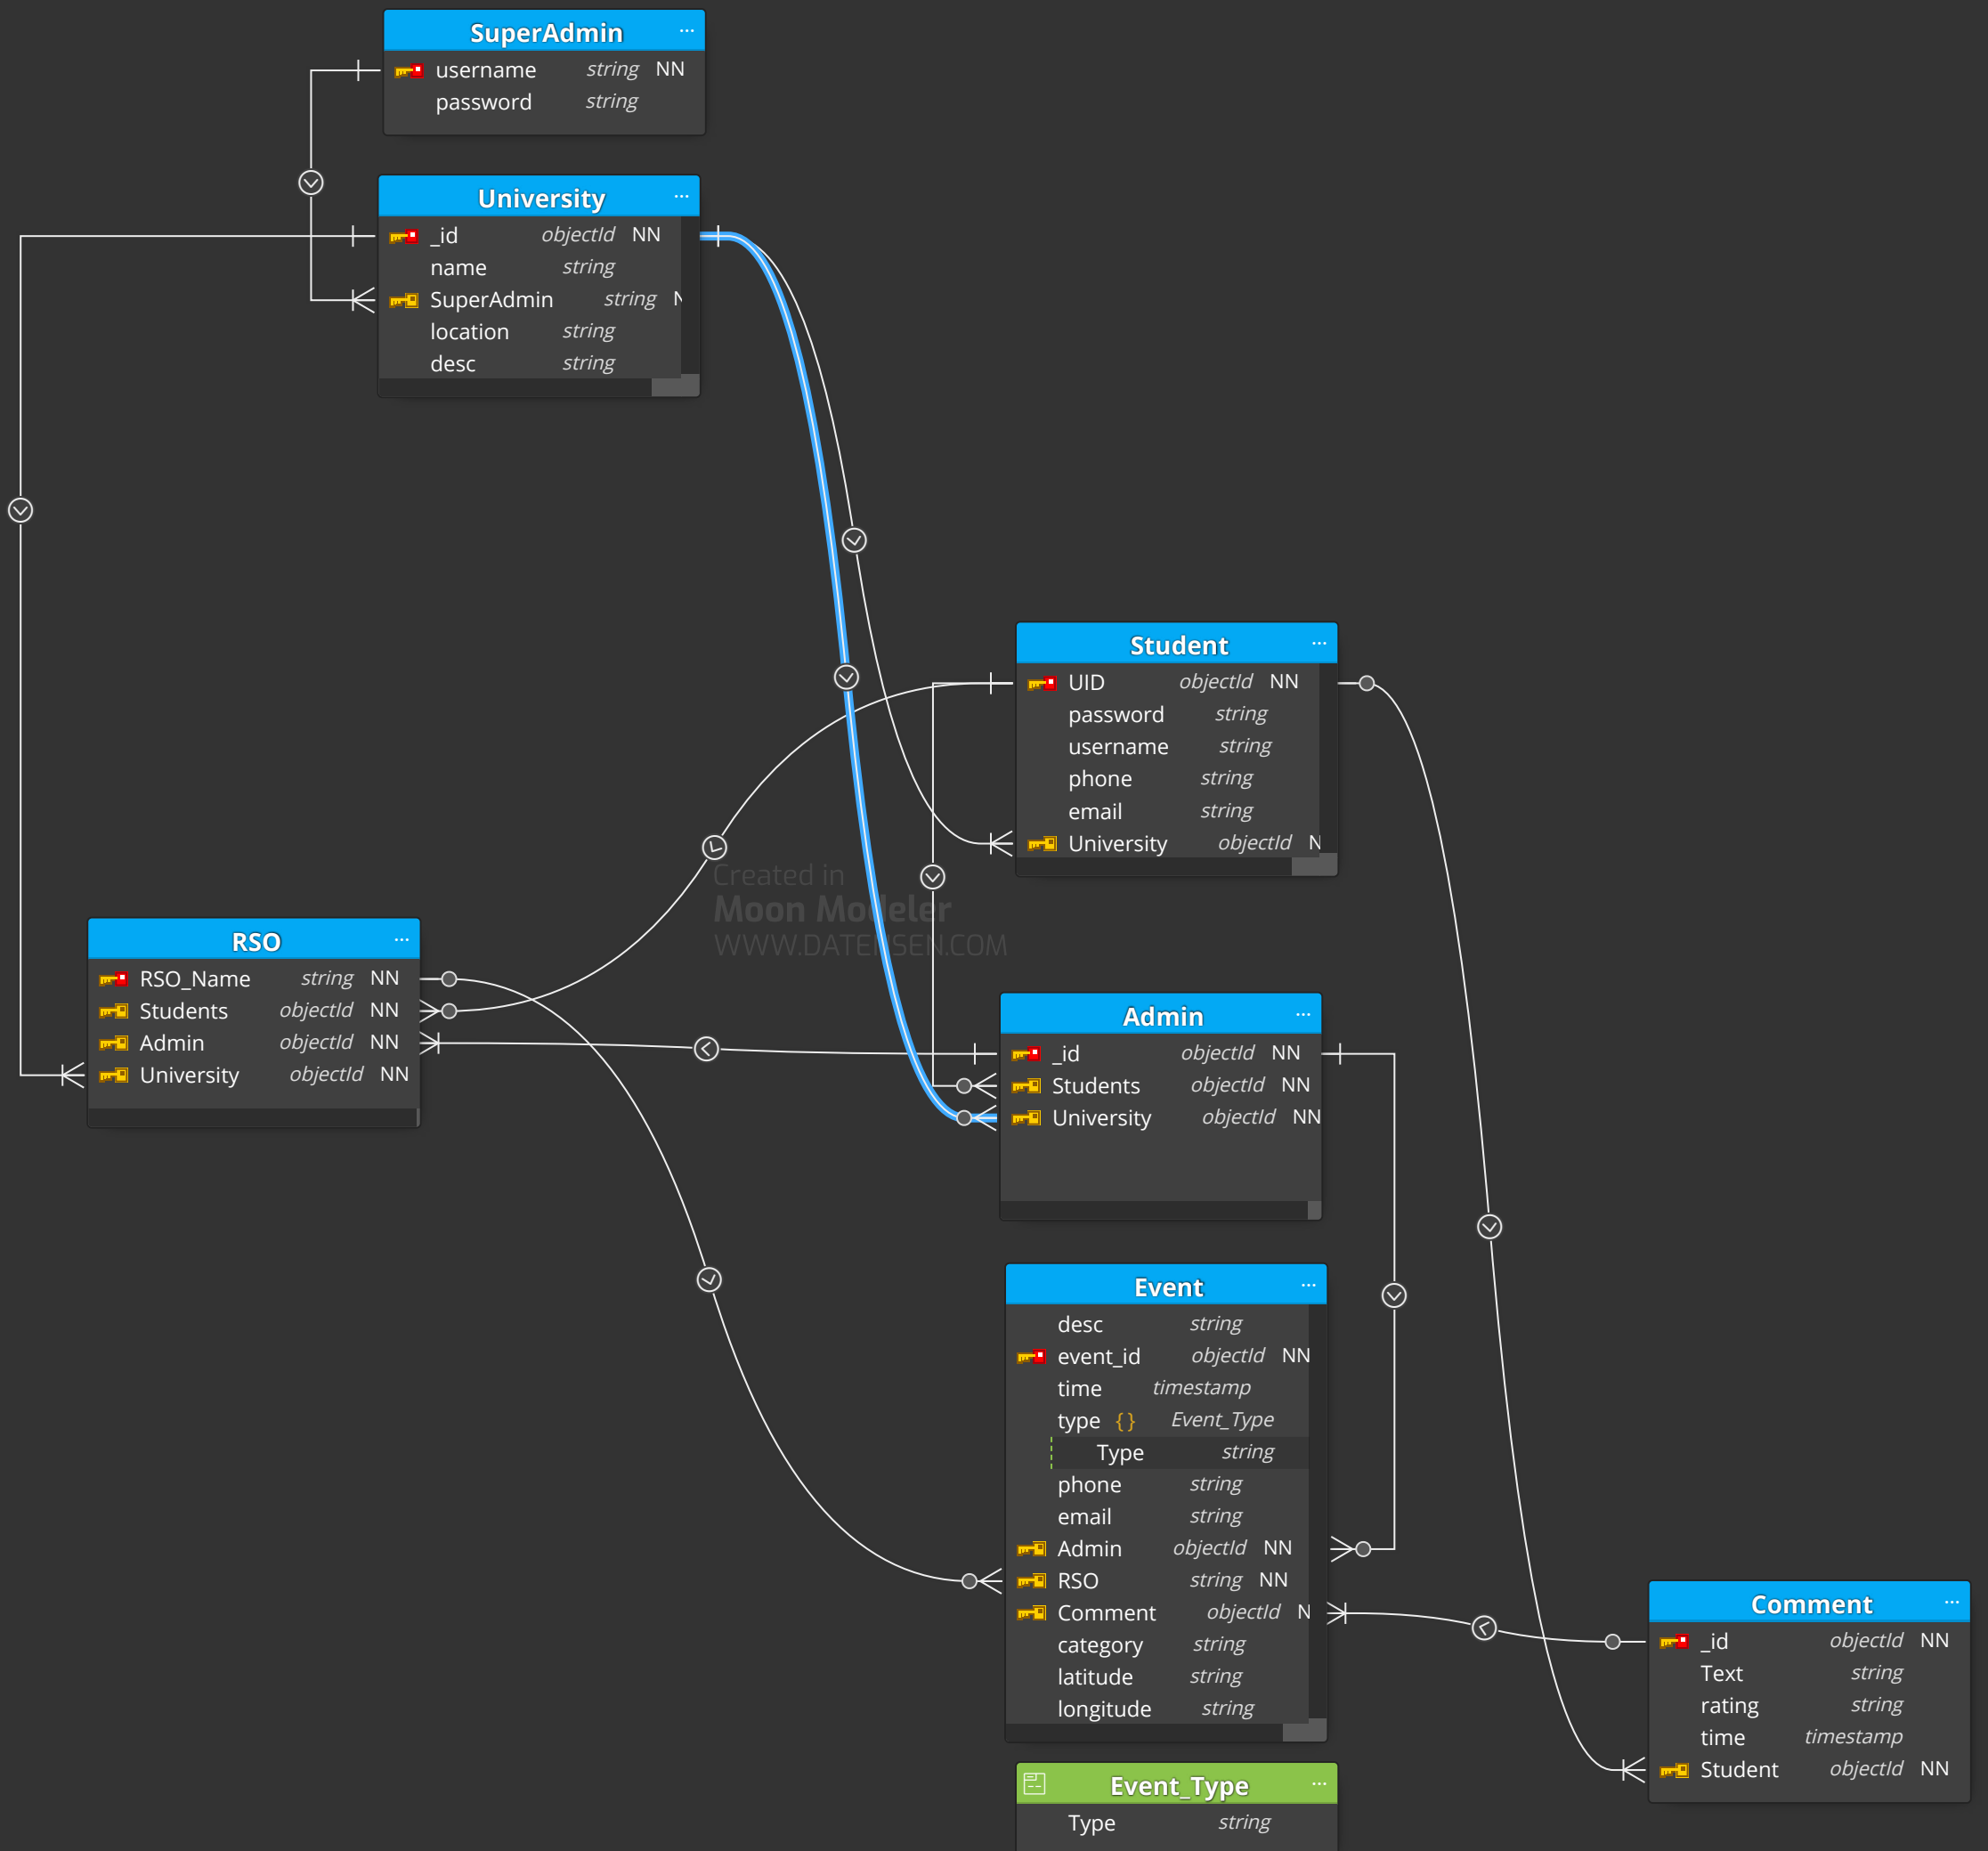 SuperAdmin ...
username string NN
password string
University ...
_id objectId NN
name string
SuperAdmin string N
location string
desc string
Student ...
UID objectId NN
password string
username string
phone string
email string
University objectId N
Created in
Moon Modeler
WWW.DATENSEN.COM
RSO ...
RSO_Name string NN
Students objectId NN
Admin objectId NN
University objectId NN
Admin ...
_id objectId NN
Students objectId NN
University objectId NN
Event ...
desc string
event_id objectId NN
time timestamp
type {} Event_Type
Type string
phone string
email string
Admin objectId NN
RSO string NN
Comment objectId N
category string
latitude string
longitude string
Comment ...
_id objectId NN
Text string
rating string
time timestamp
Student objectId NN
Event_Type ...
Type string